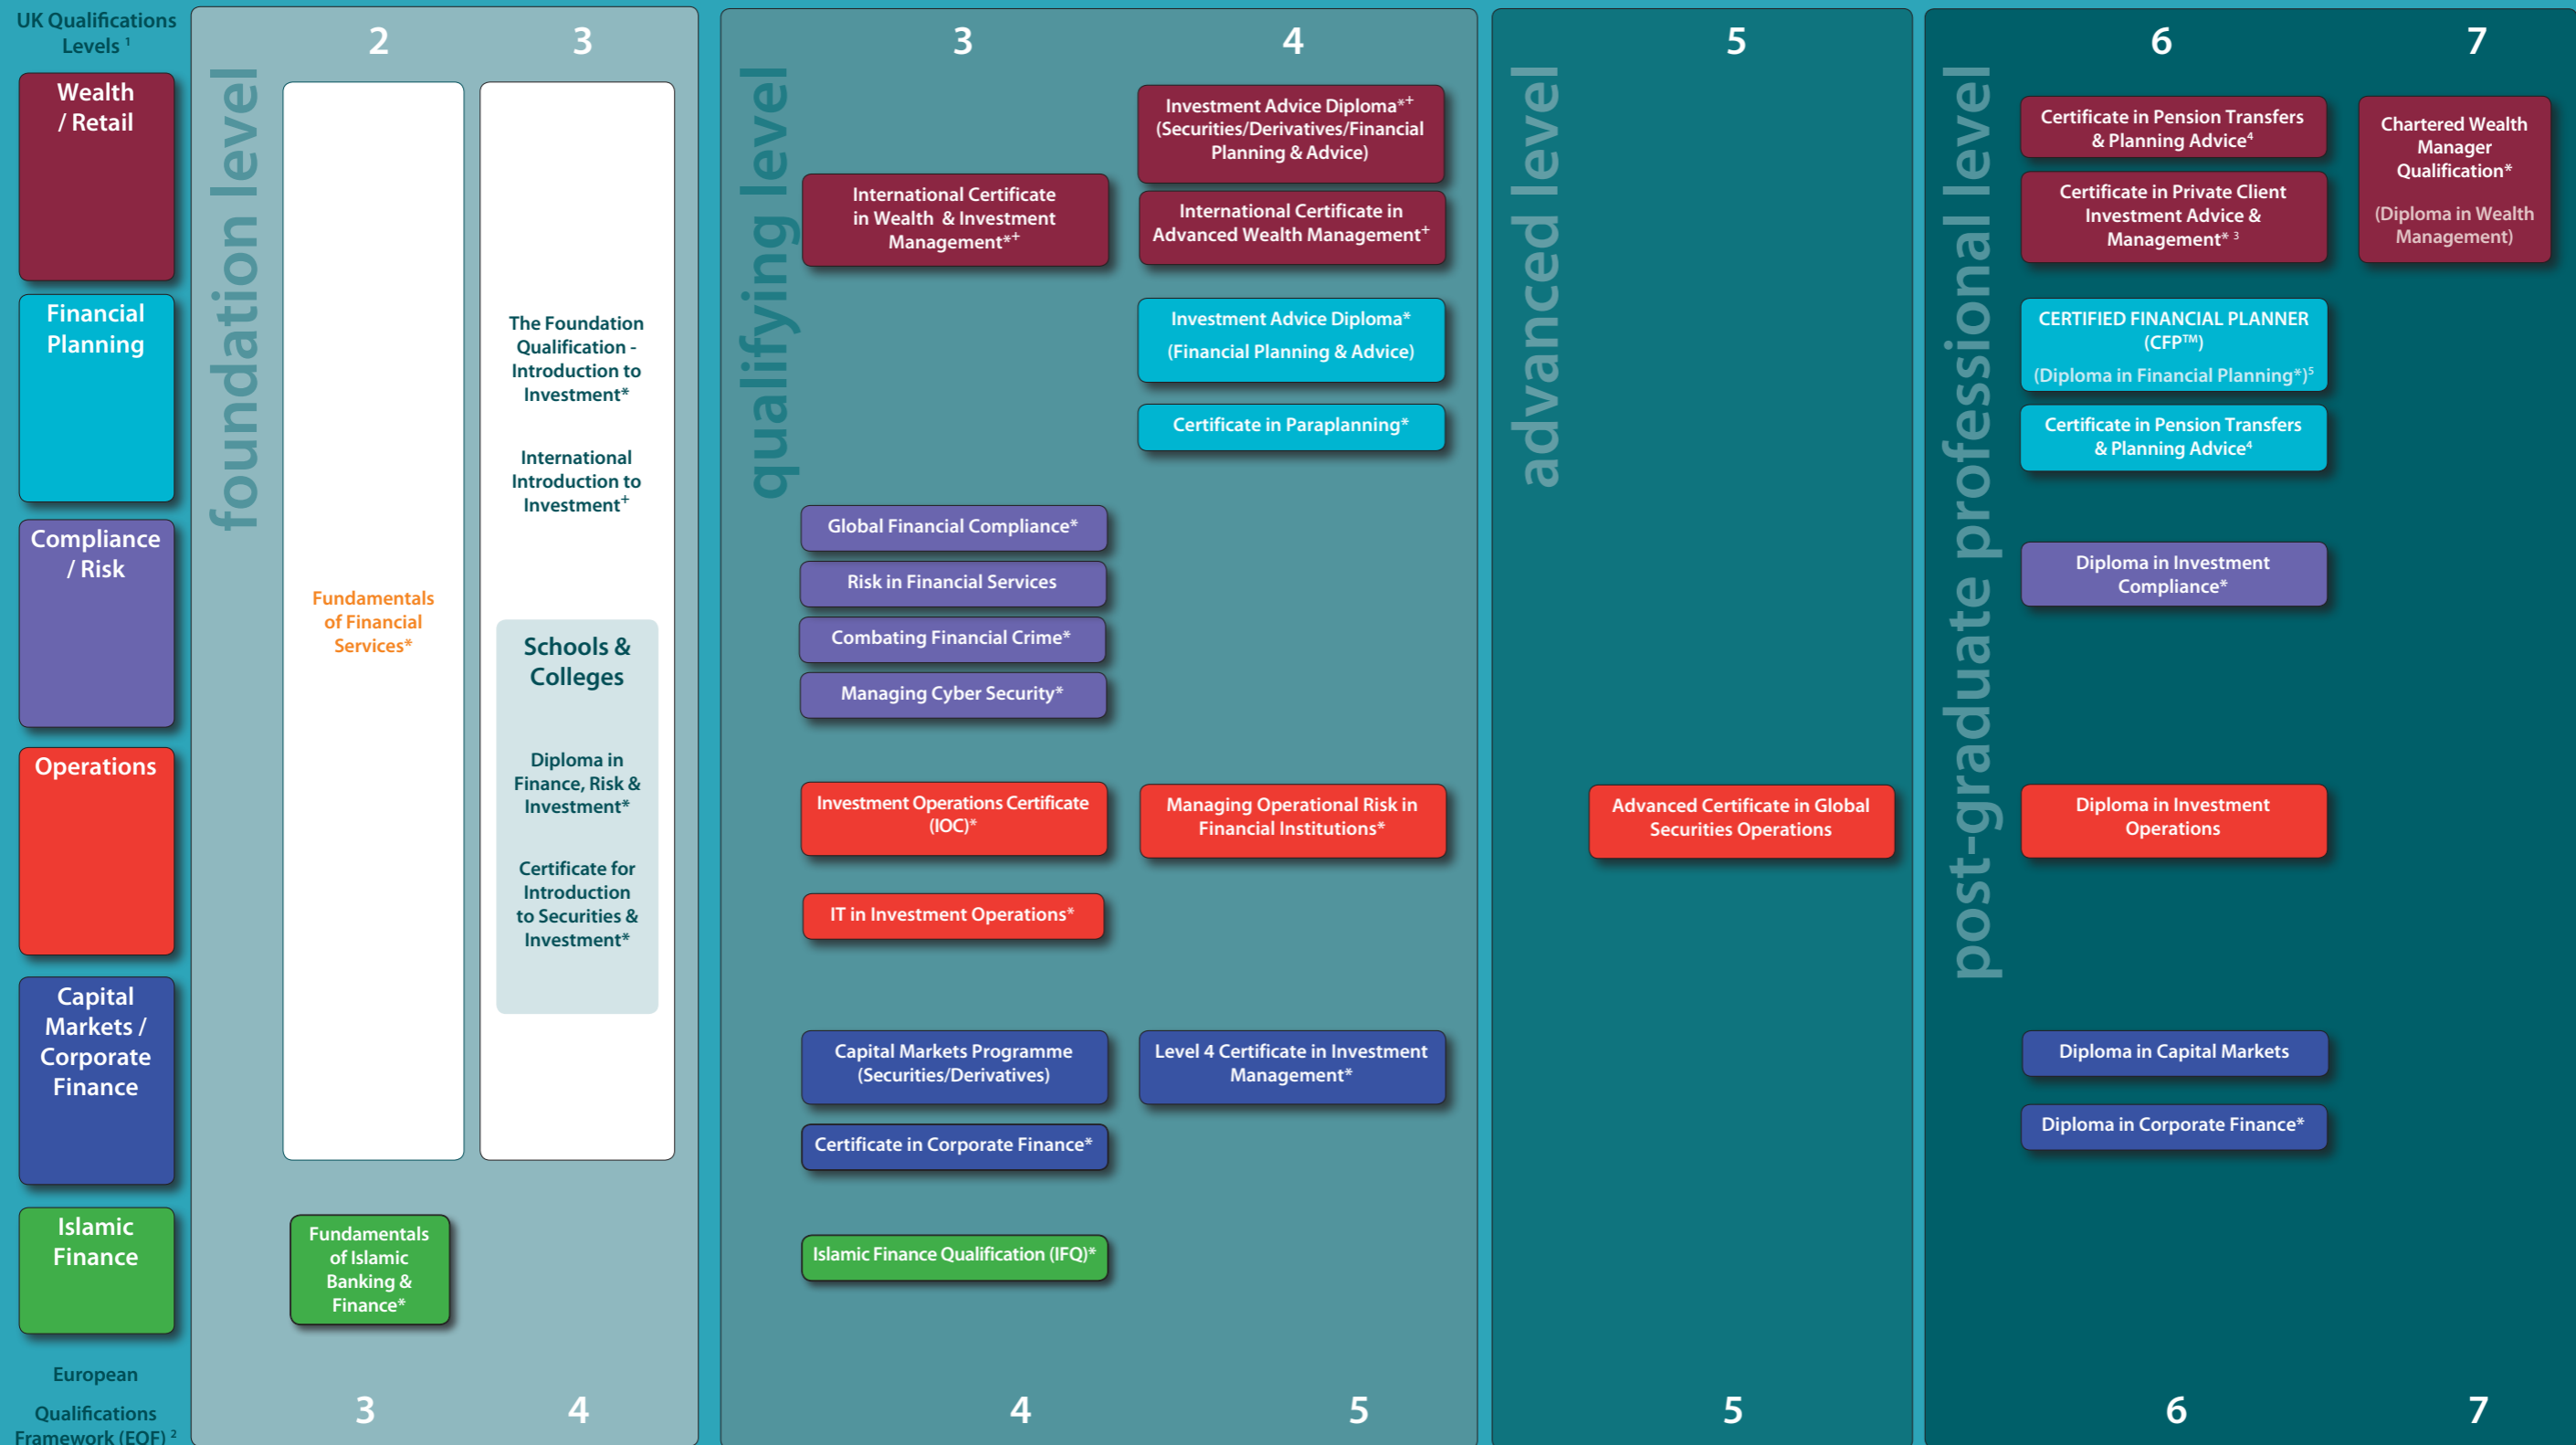 UK Qualifications
Levels ¹
2
3
3
4
5
6
7
foundation level
qualifying level
advanced level
post-graduate professional level
Wealth
/ Retail
International Certificate
in Wealth & Investment
Management*⁺
Investment Advice Diploma*⁺
(Securities/Derivatives/Financial
Planning & Advice)
International Certificate in
Advanced Wealth Management⁺
Certificate in Pension Transfers
& Planning Advice⁴
Certificate in Private Client
Investment Advice &
Management* ³
Chartered Wealth
Manager
Qualification*
(Diploma in Wealth
Management)
Financial
Planning
The Foundation
Qualification -
Introduction to
Investment*
International
Introduction to
Investment⁺
Investment Advice Diploma*
(Financial Planning & Advice)
Certificate in Paraplanning*
CERTIFIED FINANCIAL PLANNER
(CFP™)
(Diploma in Financial Planning*)⁵
Certificate in Pension Transfers
& Planning Advice⁴
Compliance
/ Risk
Fundamentals
of Financial
Services*
Schools &
Colleges
Diploma in
Finance, Risk &
Investment*
Certificate for
Introduction
to Securities &
Investment*
Global Financial Compliance*
Risk in Financial Services
Combating Financial Crime*
Managing Cyber Security*
Diploma in Investment
Compliance*
Operations
Investment Operations Certificate
(IOC)*
IT in Investment Operations*
Managing Operational Risk in
Financial Institutions*
Advanced Certificate in Global
Securities Operations
Diploma in Investment
Operations
Capital
Markets /
Corporate
Finance
Capital Markets Programme
(Securities/Derivatives)
Certificate in Corporate Finance*
Level 4 Certificate in Investment
Management*
Diploma in Capital Markets
Diploma in Corporate Finance*
Islamic
Finance
Fundamentals
of Islamic
Banking &
Finance*
Islamic Finance Qualification (IFQ)*
European
Qualifications
Framework (EQF) ²
3
4
4
5
5
6
7